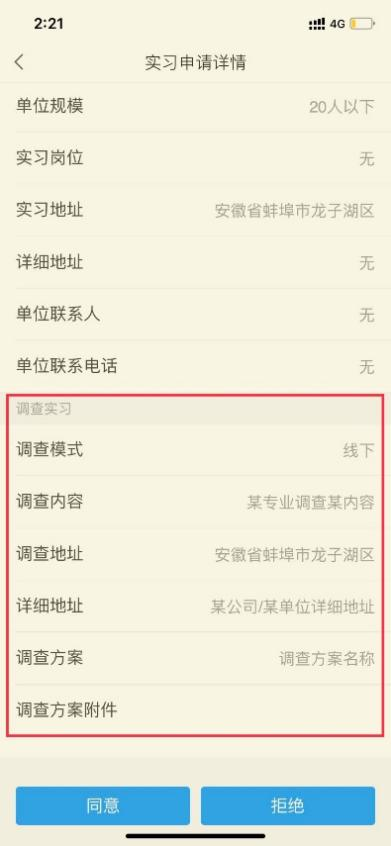 2:21
4G
实习申请详情
单位规模 20人以下
实习岗位 无
实习地址 安徽省蚌埠市龙子湖区
详细地址 无
单位联系人 无
单位联系电话 无
调查实习
调查模式 线下
调查内容 某专业调查某内容
调查地址 安徽省蚌埠市龙子湖区
详细地址 某公司/某单位详细地址
调查方案 调查方案名称
调查方案附件
同意 拒绝